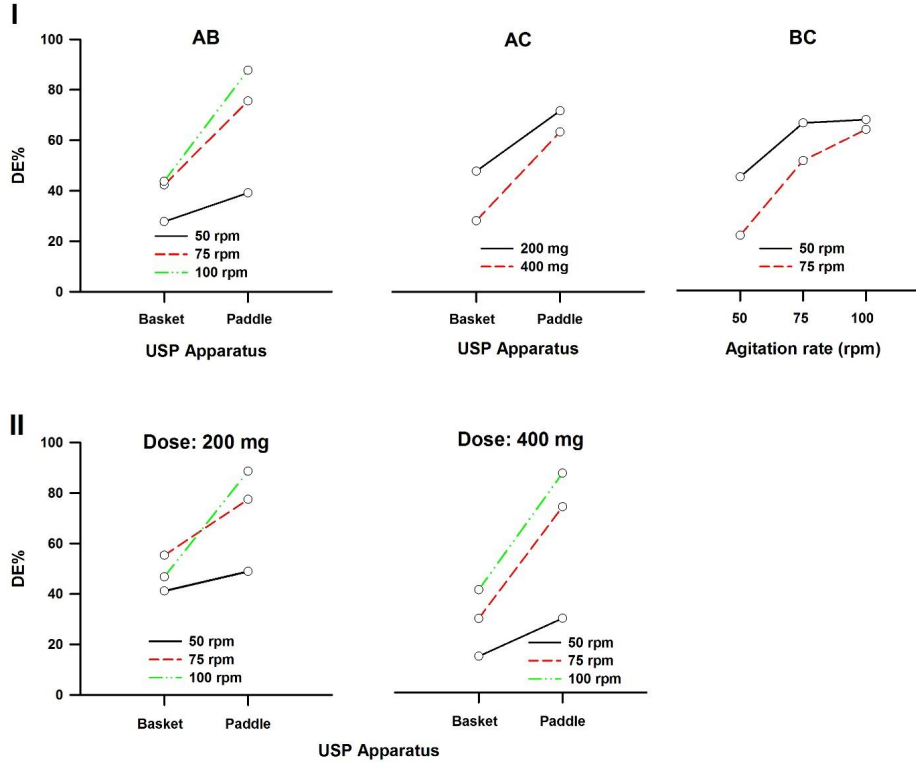 I
AB
AC
BC
100
80
60
40
20
0
DE%
50 rpm
75 rpm
100 rpm
200 mg
400 mg
50 rpm
75 rpm
Basket
Paddle
Basket
Paddle
50
75
100
USP Apparatus
USP Apparatus
Agitation rate (rpm)
II
Dose: 200 mg
Dose: 400 mg
100
80
60
40
20
0
DE%
50 rpm
75 rpm
100 rpm
50 rpm
75 rpm
100 rpm
Basket
Paddle
Basket
Paddle
USP Apparatus